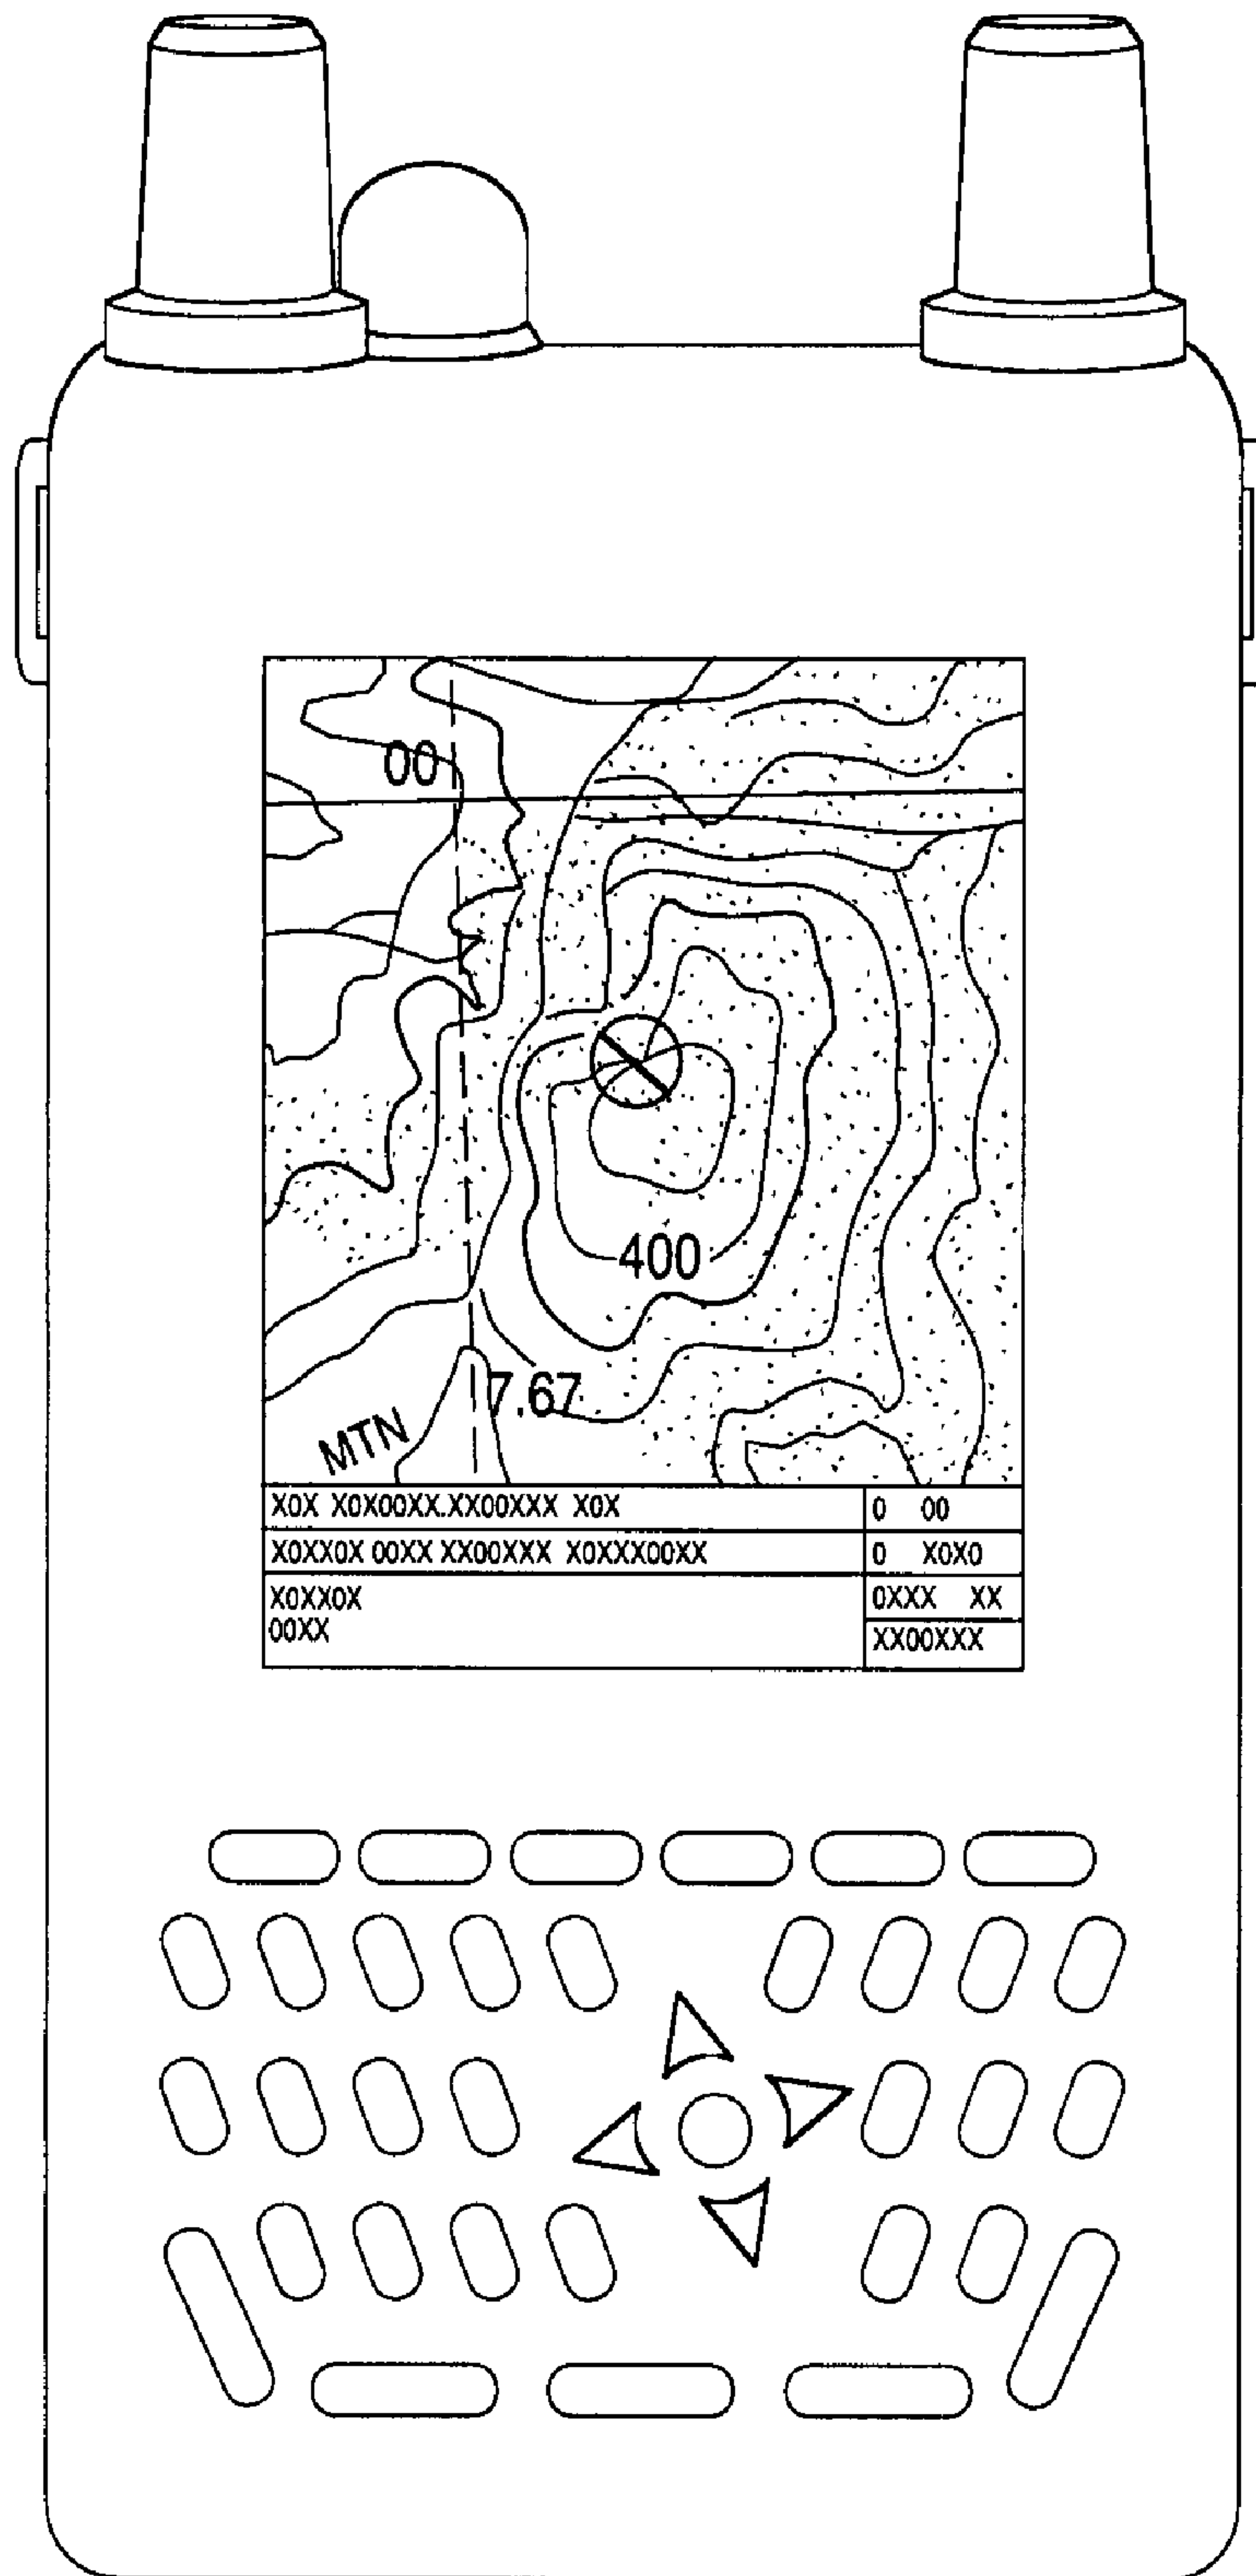 00
400
7.67
MTN
X0X X0X00XX.XX00XXX X0X 0 00
X0XX0X 00XX XX00XXX X0XXX00XX 0 X0X0
X0XX0X 0XXX XX
00XX XX00XXX